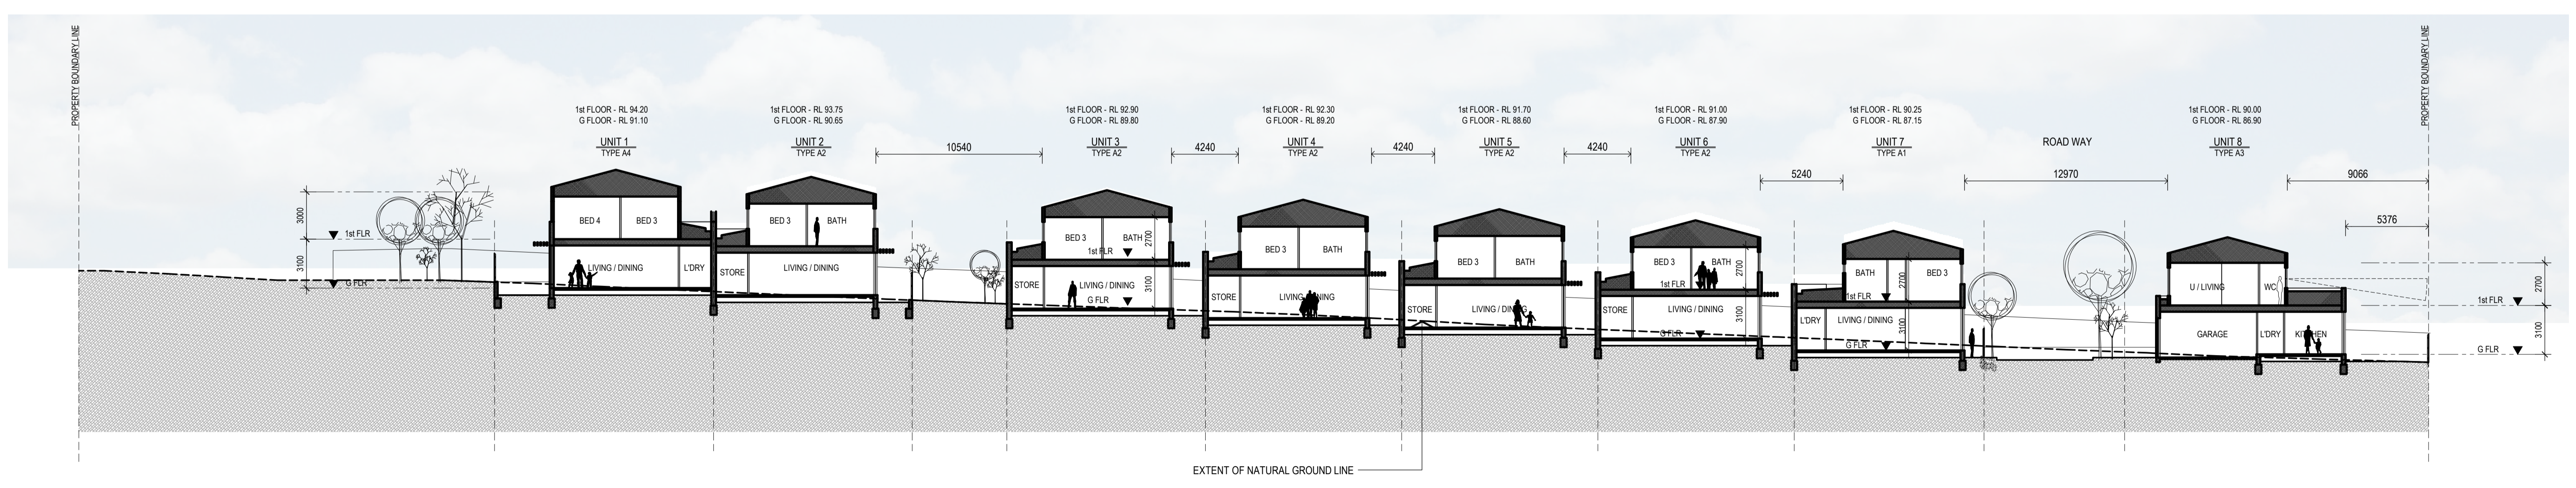 PROPERTY BOUNDARY LINE
1st FLOOR - RL 94.20
G FLOOR - RL 91.10
UNIT 1
TYPE A4
1st FLOOR - RL 93.75
G FLOOR - RL 90.65
UNIT 2
TYPE A2
10540
1st FLOOR - RL 92.90
G FLOOR - RL 89.80
UNIT 3
TYPE A2
4240
1st FLOOR - RL 92.30
G FLOOR - RL 89.20
UNIT 4
TYPE A2
4240
1st FLOOR - RL 91.70
G FLOOR - RL 88.60
UNIT 5
TYPE A2
4240
1st FLOOR - RL 91.00
G FLOOR - RL 87.90
UNIT 6
TYPE A2
5240
1st FLOOR - RL 90.25
G FLOOR - RL 87.15
UNIT 7
TYPE A1
ROAD WAY
12970
1st FLOOR - RL 90.00
G FLOOR - RL 86.90
UNIT 8
TYPE A3
9066
5376
PROPERTY BOUNDARY LINE
3000
1st FLR
3100
G FLR
BED 4
BED 3
LIVING / DINING
L'DRY
BED 3
BATH
STORE
LIVING / DINING
BED 3
BATH
2700
1st FLR
STORE
LIVING / DINING
3100
G FLR
BED 3
BATH
STORE
LIVING / DINING
BED 3
BATH
STORE
LIVING / DINING
BED 3
BATH
2700
1st FLR
STORE
LIVING / DINING
3100
G FLR
BATH
BED 3
2700
1st FLR
L'DRY
LIVING / DINING
3100
G FLR
U / LIVING
WC
GARAGE
L'DRY
KITCHEN
2700
1st FLR
3100
G FLR
EXTENT OF NATURAL GROUND LINE